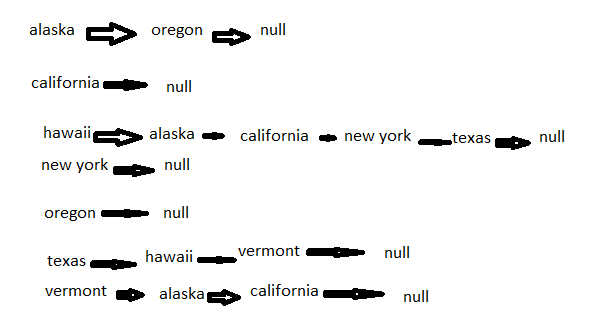 alaska oregon null
california null
hawaii alaska california new york texas null
new york null
oregon null
texas hawaii vermont null
vermont alaska california null